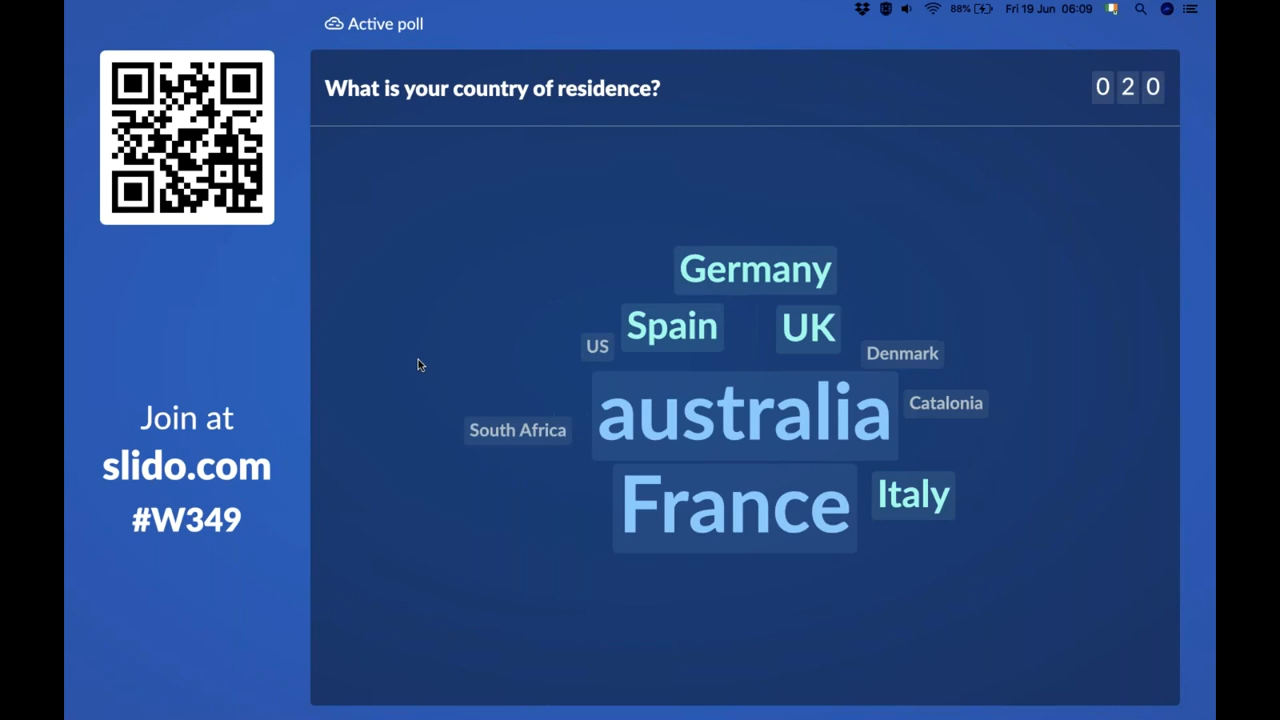 88% Fri 19 Jun 06:09
Active poll
What is your country of residence?
0 2 0
Germany
Spain UK
US Denmark
australia
Catalonia
South Africa
France Italy
Join at
slido.com
#W349